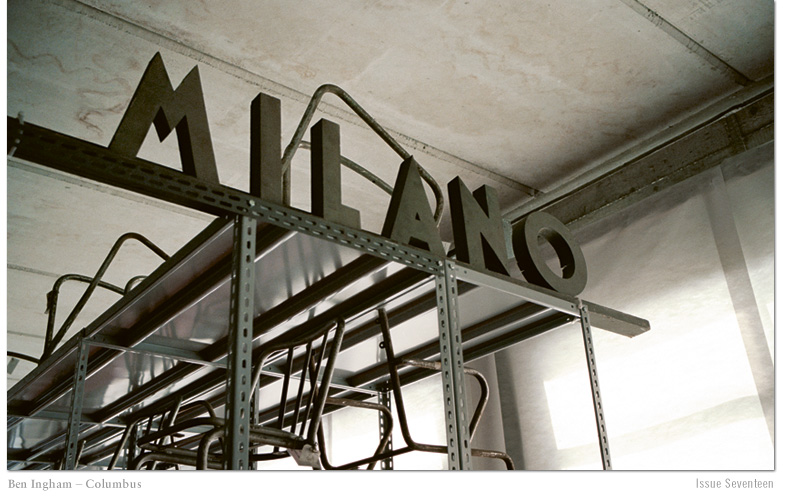 MILANO
Ben Ingham – Columbus
Issue Seventeen